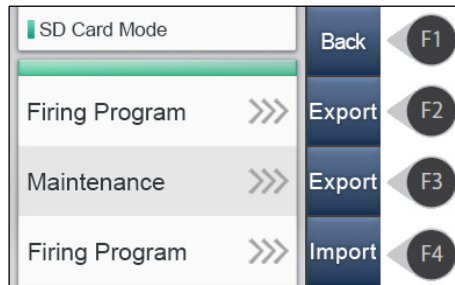 SD Card Mode
Back F1
Firing Program >>> Export F2
Maintenance >>> Export F3
Firing Program >>> Import F4